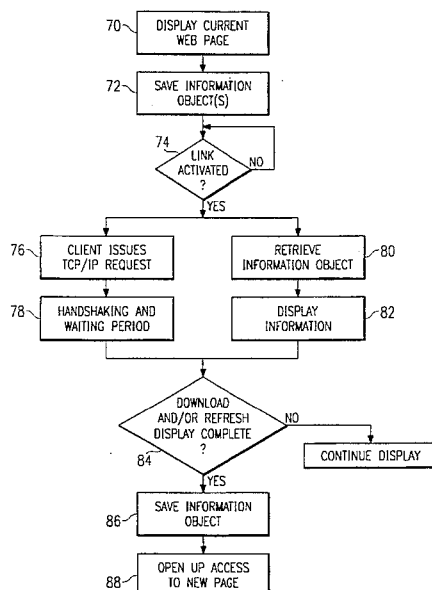 70
DISPLAY CURRENT
WEB PAGE
72
SAVE INFORMATION
OBJECT(S)
74
LINK
ACTIVATED
?
NO
YES
76
CLIENT ISSUES
TCP/IP REQUEST
RETRIEVE
INFORMATION OBJECT
80
78
HANDSHAKING AND
WAITING PERIOD
DISPLAY
INFORMATION
82
DOWNLOAD
AND/OR REFRESH
DISPLAY COMPLETE
?
84
NO
CONTINUE DISPLAY
YES
86
SAVE INFORMATION
OBJECT
88
OPEN UP ACCESS
TO NEW PAGE